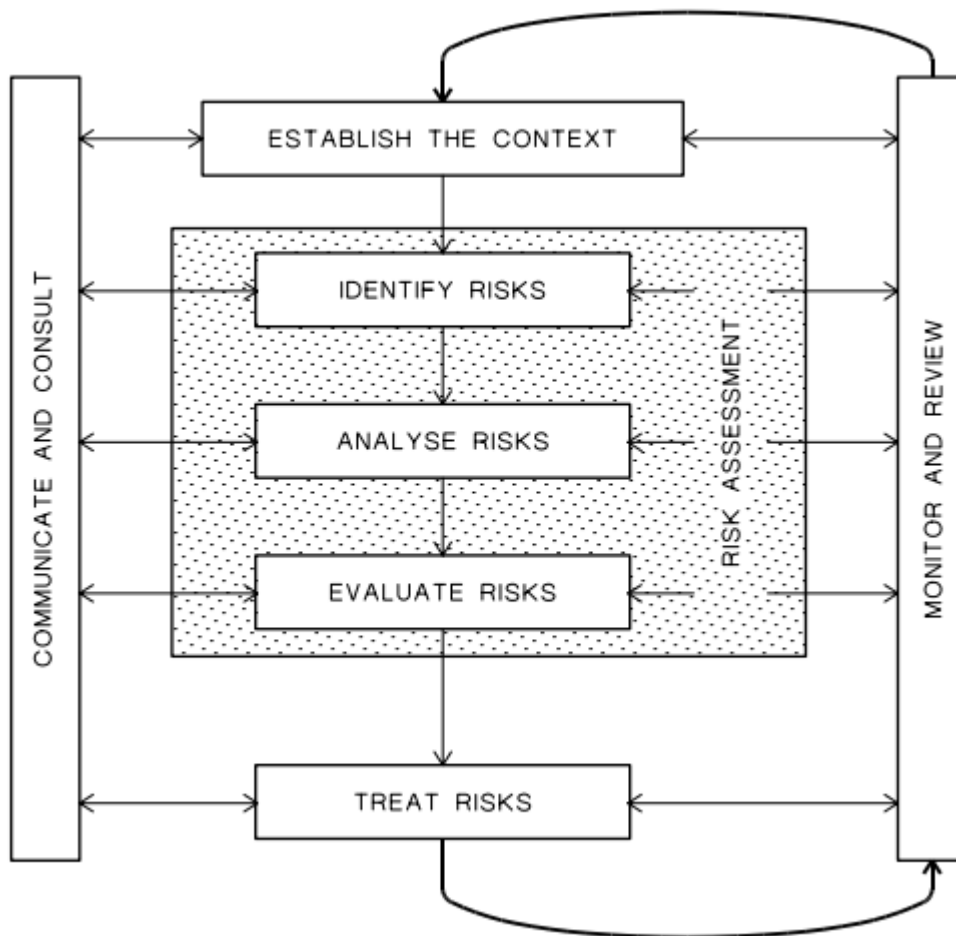 ESTABLISH THE CONTEXT
COMMUNICATE AND CONSULT
IDENTIFY RISKS
ANALYSE RISKS
EVALUATE RISKS
RISK ASSESSMENT
MONITOR AND REVIEW
TREAT RISKS